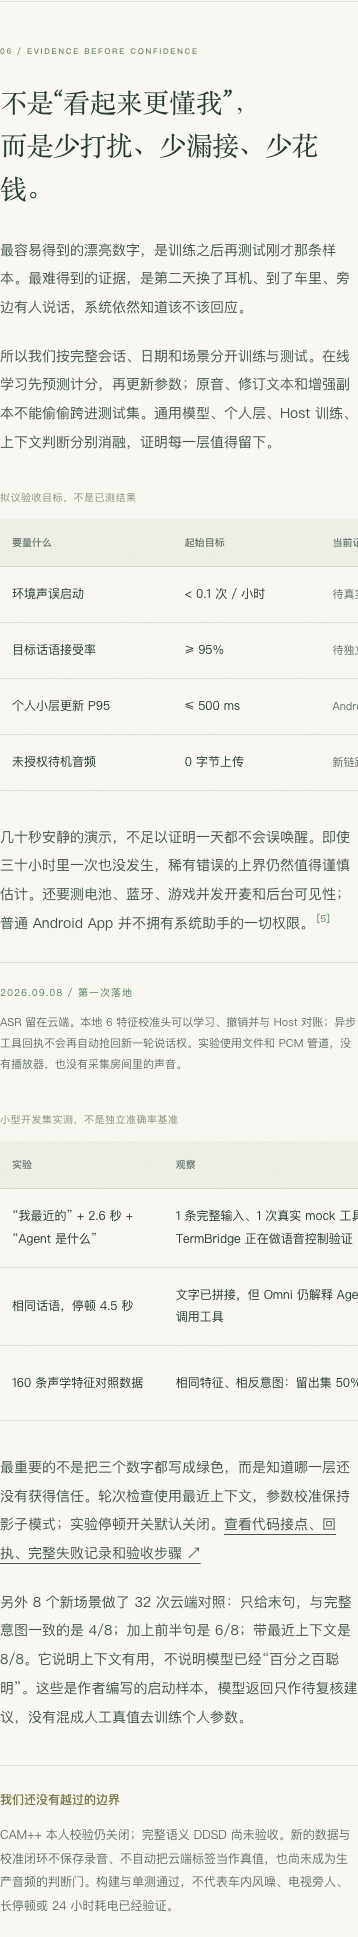 06 / EVIDENCE BEFORE CONFIDENCE
不是“看起来更懂我”，
而是少打扰、少漏接、少花
钱。
最容易得到的漂亮数字，是训练之后再测试刚才那条样
本。最难得到的证据，是第二天换了耳机、到了车里、旁
边有人说话，系统依然知道该不该回应。
所以我们按完整会话、日期和场景分开训练与测试。在线
学习先预测计分，再更新参数；原音、修订文本和增强副
本不能偷偷跨进测试集。通用模型、个人层、Host 训练、
上下文判断分别消融，证明每一层值得留下。
拟议验收目标，不是已测结果
要量什么 起始目标 当前
环境声误启动 < 0.1 次 / 小时 待真
目标话语接受率 ≥ 95% 待独
个人小层更新 P95 ≤ 500 ms Andr
未授权待机音频 0 字节上传 新链
几十秒安静的演示，不足以证明一天都不会误唤醒。即使
三十小时里一次也没发生，稀有错误的上界仍然值得谨慎
估计。还要测电池、蓝牙、游戏并发开麦和后台可见性；
普通 Android App 并不拥有系统助手的一切权限。[5]
2026.09.08 / 第一次落地
ASR 留在云端。本地 6 特征校准头可以学习、撤销并与 Host 对账；异步
工具回执不会再自动抢回新一轮说话权。实验使用文件和 PCM 管道，没
有播放器，也没有采集房间里的声音。
小型开发集实测，不是独立准确率基准
实验 观察
“我最近的” + 2.6 秒 +
“Agent 是什么”
1 条完整输入、1 次真实 mock 工
TermBridge 正在做语音控制验证
相同话语，停顿 4.5 秒
文字已拼接，但 Omni 仍解释 Age
调用工具
160 条声学特征对照数据 相同特征、相反意图：留出集 50%
最重要的不是把三个数字都写成绿色，而是知道哪一层还
没有获得信任。轮次检查使用最近上下文，参数校准保持
影子模式；实验停顿开关默认关闭。查看代码接点、回
执、完整失败记录和验收步骤 ↗
另外 8 个新场景做了 32 次云端对照：只给末句，与完整
意图一致的是 4/8；加上前半句是 6/8；带最近上下文是
8/8。它说明上下文有用，不说明模型已经“百分之百聪
明”。这些是作者编写的启动样本，模型返回只作待复核建
议，没有混成人工真值去训练个人参数。
我们还没有越过的边界
CAM++ 本人校验仍关闭；完整语义 DDSD 尚未验收。新的数据与
校准闭环不保存录音、不自动把云端标签当作真值，也尚未成为生
产音频的判断门。构建与单测通过，不代表车内风噪、电视旁人、
长停顿或 24 小时耗电已经验证。